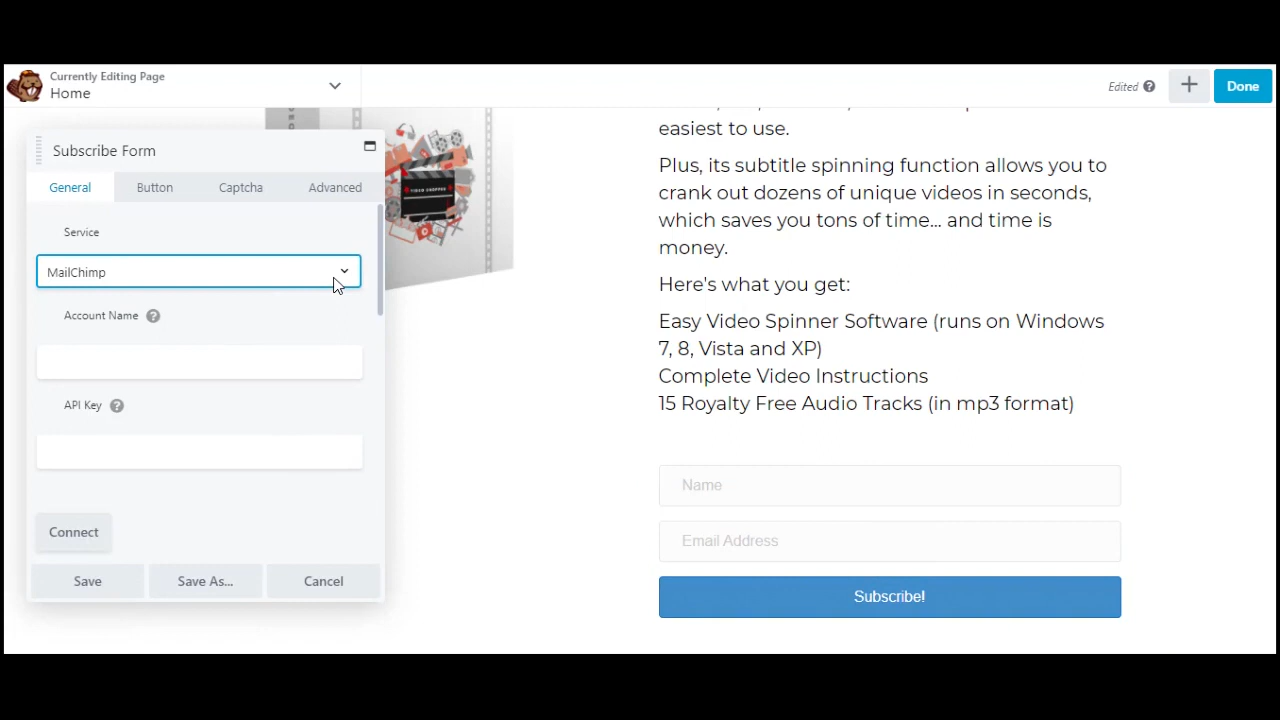 Currently Editing Page
Home
Edited
Done
Subscribe Form
General
Button
Captcha
Advanced
Service
MailChimp
Account Name
API Key
Connect
Save
Save As...
Cancel
easiest to use.
Plus, its subtitle spinning function allows you to
crank out dozens of unique videos in seconds,
which saves you tons of time... and time is
money.
Here's what you get:
Easy Video Spinner Software (runs on Windows
7, 8, Vista and XP)
Complete Video Instructions
15 Royalty Free Audio Tracks (in mp3 format)
Name
Email Address
Subscribe!